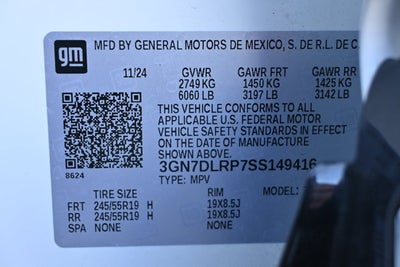 gm MFD BY GENERAL MOTORS DE MEXICO, S. DE R.L. DE C.
11/24 GVWR GAWR FRT GAWR RR
2749 KG 1450 KG 1425 KG
6060 LB 3197 LB 3142 LB
THIS VEHICLE CONFORMS TO ALL
APPLICABLE U.S. FEDERAL MOTOR
VEHICLE SAFETY STANDARDS
IN EFFECT ON THE DATE OF
MANUFACTURE
3GN7DLRP7SS149416
8624 TYPE: MPV
TIRE SIZE RIM MODEL:
FRT 245/55R19 H 19X8.5J
RR 245/55R19 H 19X8.5J
SPA NONE NONE